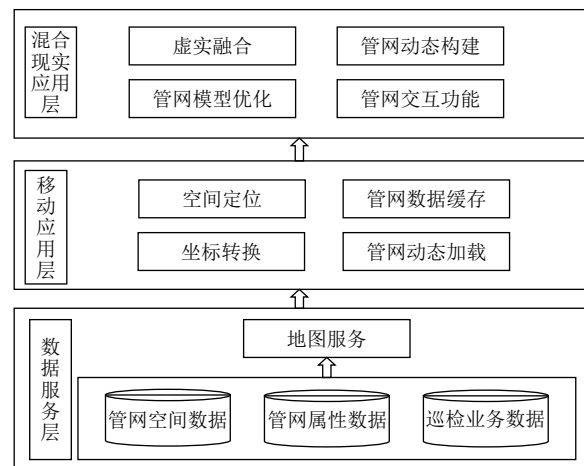 混合
现实
应用
层
虚实融合
管网动态构建
管网模型优化
管网交互功能
移
动
应
用
层
空间定位
管网数据缓存
坐标转换
管网动态加载
数
据
服
务
层
地图服务
管网空间数据
管网属性数据
巡检业务数据